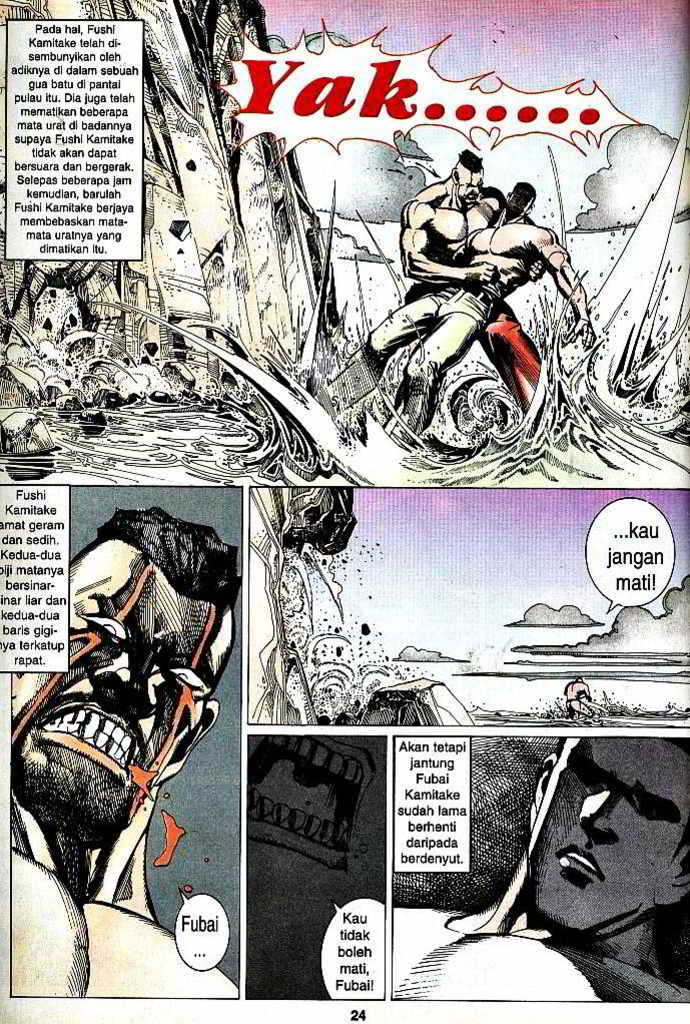 Pada hal, Fushi
Kamitake telah di-
sembunyikan oleh
adiknya di dalam sebuah
gua batu di pantai
pulau itu. Dia juga telah
mematikan beberapa
mata urat di badannya
supaya Fushi Kamitake
tidak akan dapat
bersuara dan bergerak.
Selepas beberapa jam
kemudian, barulah
Fushi Kamitake berjaya
membebaskan mata-
mata uratnya yang
dimatikan itu.
Yak......
Fushi
Kamitake
amat geram
dan sedih.
Kedua-dua
biji matanya
bersinar-
sinar liar dan
kedua-dua
baris gigi-
nya terkatup
rapat.
Fubai
...
...kau
jangan
mati!
Kau
tidak
boleh
mati,
Fubai!
Akan tetapi
jantung
Fubai
Kamitake
sudah lama
berhenti
daripada
berdenyut.
24